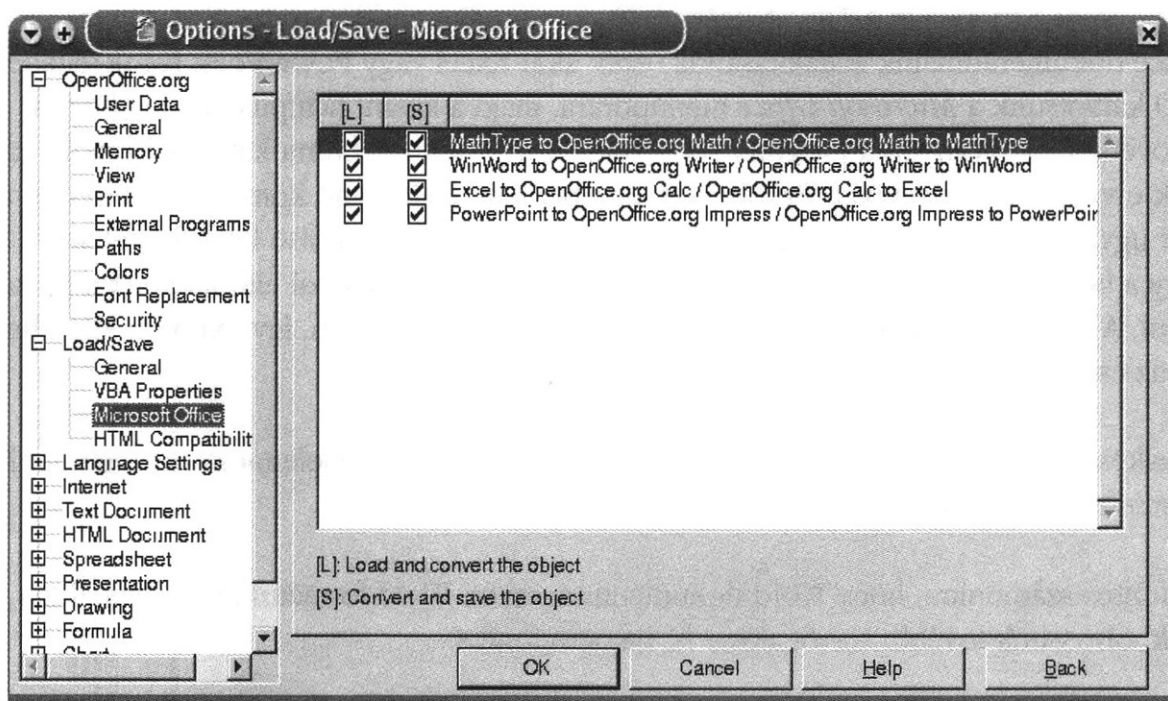 Options - Load/Save - Microsoft Office
OpenOffice.org
User Data
General
Memory
View
Print
External Programs
Paths
Colors
Font Replacement
Security
Load/Save
General
VBA Properties
Microsoft Office
HTML Compatibilit
Language Settings
Internet
Text Document
HTML Document
Spreadsheet
Presentation
Drawing
Formula
Chart
[L] [S]
MathType to OpenOffice.org Math / OpenOffice.org Math to MathType
WinWord to OpenOffice.org Writer / OpenOffice.org Writer to WinWord
Excel to OpenOffice.org Calc / OpenOffice.org Calc to Excel
PowerPoint to OpenOffice.org Impress / OpenOffice.org Impress to PowerPoin
[L]: Load and convert the object
[S]: Convert and save the object
OK Cancel Help Back